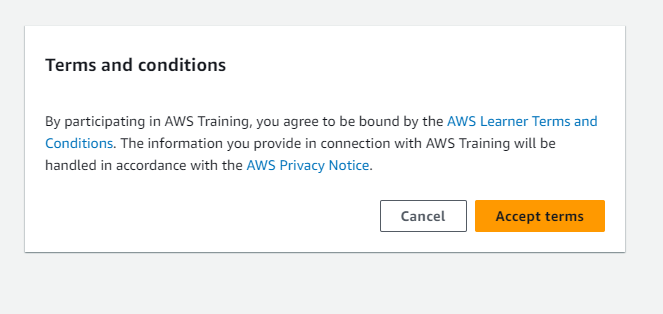 Terms and conditions
By participating in AWS Training, you agree to be bound by the AWS Learner Terms and
Conditions. The information you provide in connection with AWS Training will be
handled in accordance with the AWS Privacy Notice.
Cancel
Accept terms